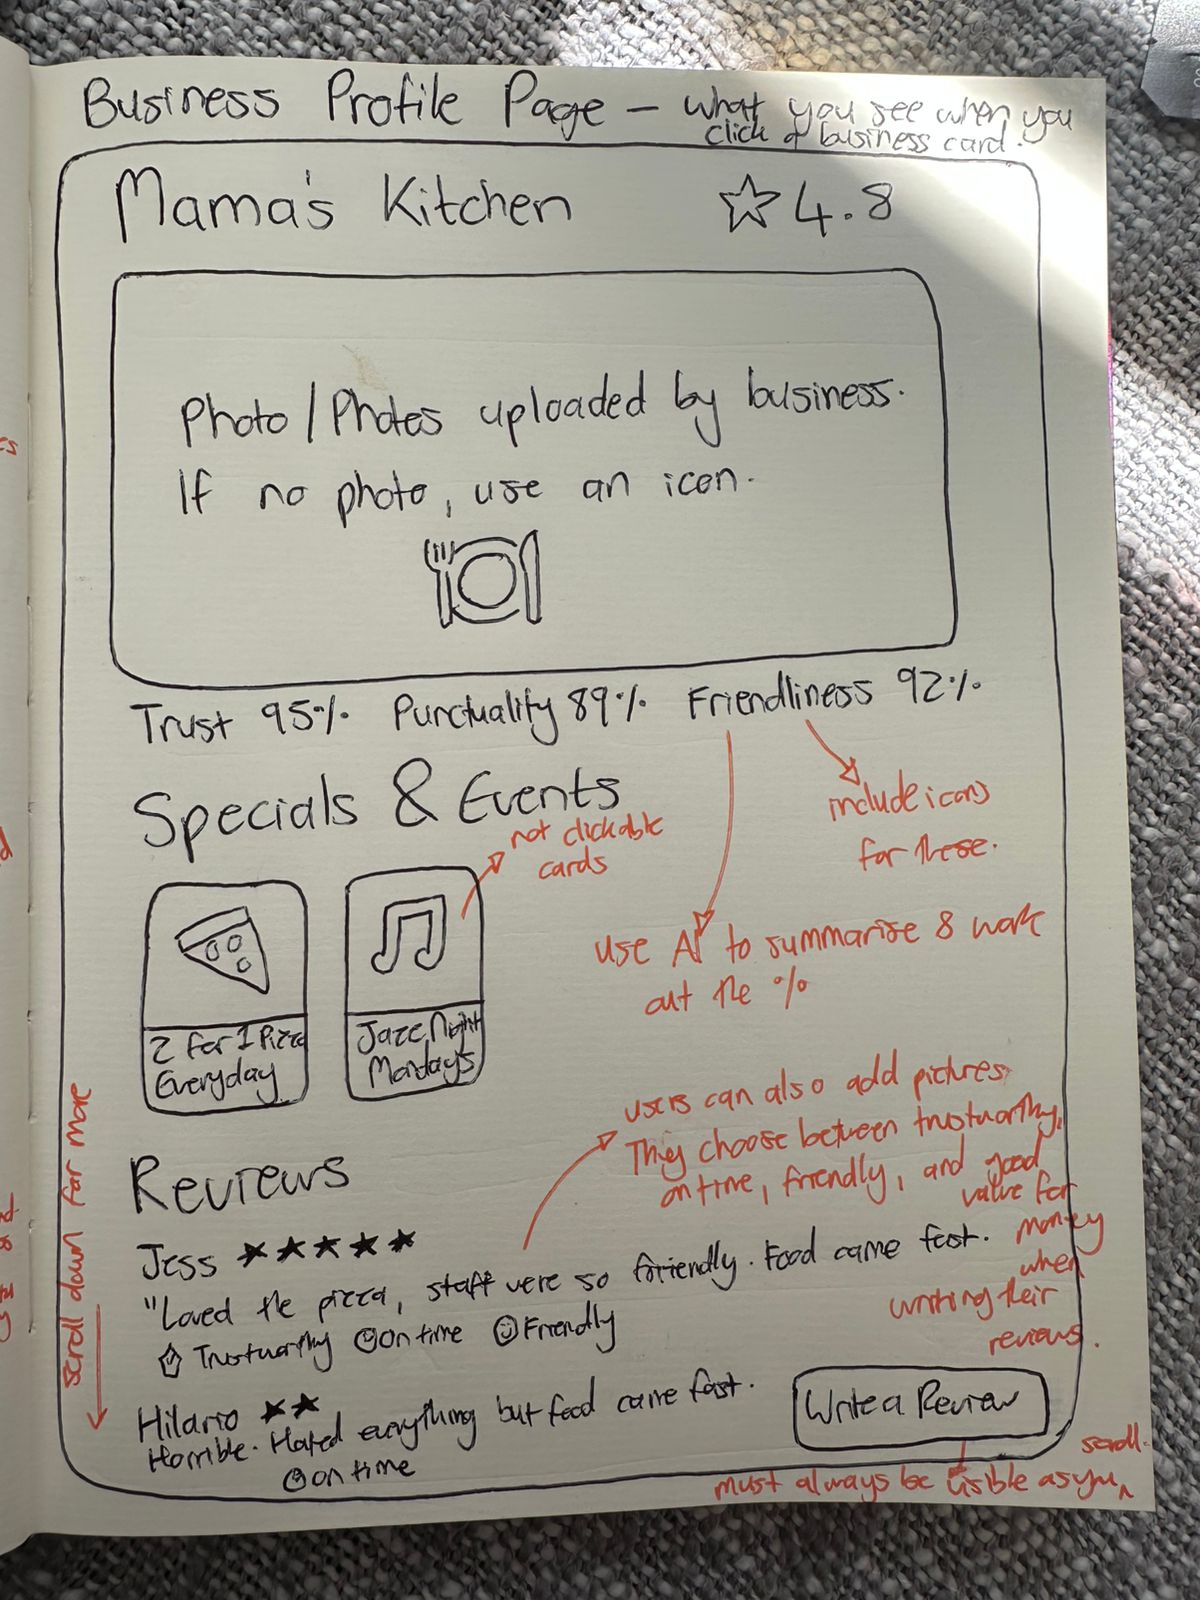 Business Profile Page – what you see when you
click a business card.
Mama's Kitchen ☆4.8
Photo/Photos uploaded by business.
If no photo, use an icon.
Trust 95% Punctuality 89% Friendliness 92%
include icons
for these.
Specials & Events
not clickable
cards
use AI to summarise & work
out the %
2 for 1 Pizza
Everyday
Jazz Night
Mondays
users can also add pictures
They choose between trustworthy,
on time, friendly, and good
value for
money
when
writing their
reviews.
scroll down for more
Reviews
Jess ★★★★★
"Loved the pizza, staff were so friendly. Food came fast.
Trustworthy On time Friendly
Hilario ★★
Horrible. Hated everything but food came fast.
On time
Write a Review
scroll.
must always be visible as you